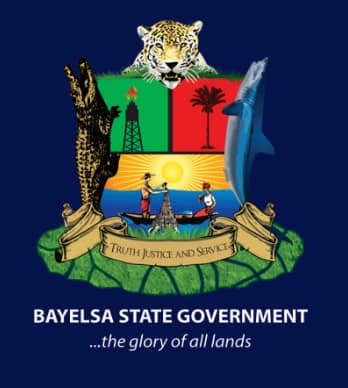 TRUTH JUSTICE AND SERVICE
BAYELSA STATE GOVERNMENT
...the glory of all lands